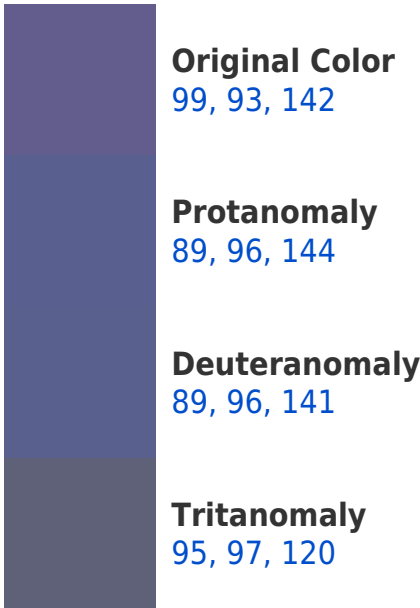 Original Color
99, 93, 142
Protanomaly
89, 96, 144
Deuteranomaly
89, 96, 141
Tritanomaly
95, 97, 120